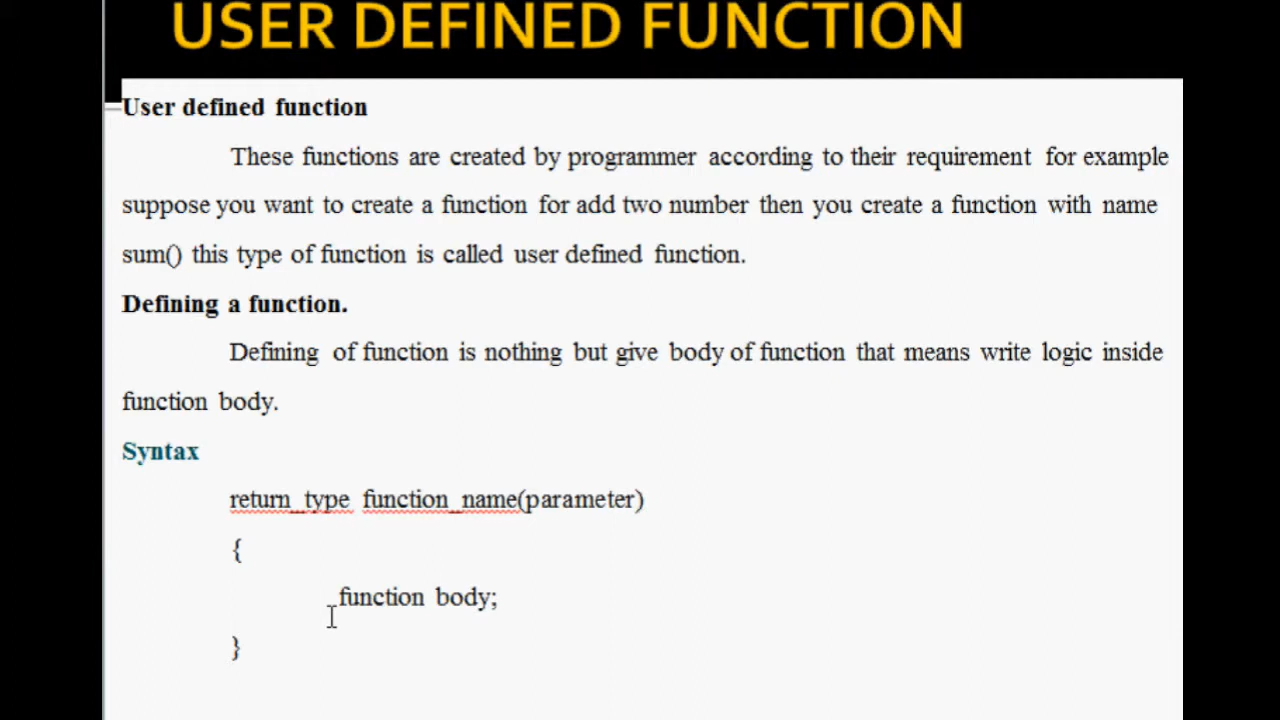 USER DEFINED FUNCTION
User defined function
These functions are created by programmer according to their requirement for example
suppose you want to create a function for add two number then you create a function with name
sum() this type of function is called user defined function.
Defining a function.
Defining of function is nothing but give body of function that means write logic inside
function body.
Syntax
return_type function_name(parameter)
{
function body;
}